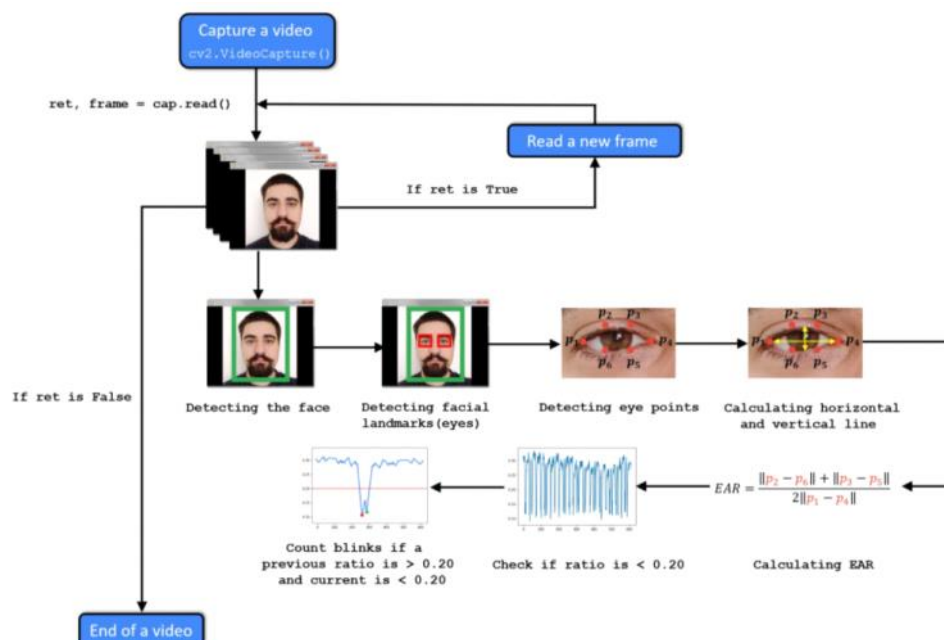 Capture a video
cv2.VideoCapture()
ret, frame = cap.read()
Read a new frame
If ret is True
If ret is False
Detecting the face
Detecting facial
landmarks(eyes)
p2 p3
p1 p4
p6 p5
Detecting eye points
p2 p3
p1 p4
p6 p5
Calculating horizontal
and vertical line
EAR = ‖p2 − p6‖ + ‖p3 − p5‖ / 2‖p1 − p4‖
Calculating EAR
Check if ratio is < 0.20
Count blinks if a
previous ratio is > 0.20
and current is < 0.20
End of a video